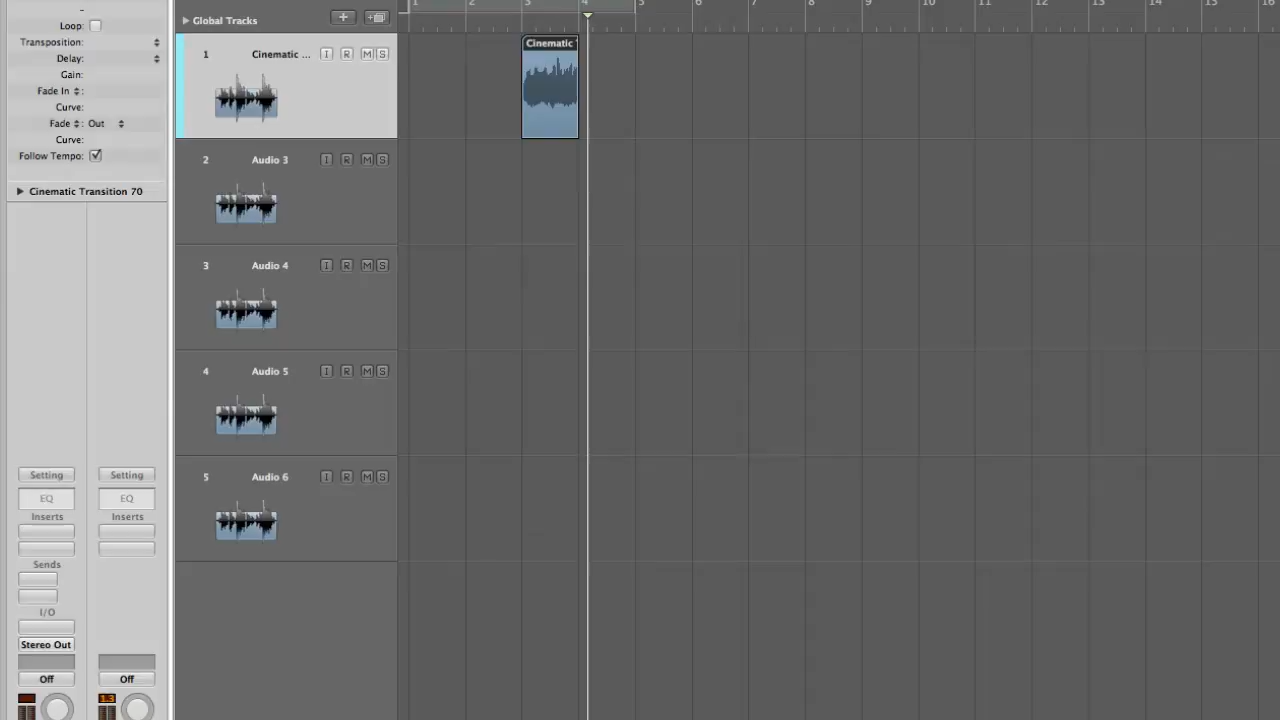 1 2 3 4 5 6 7 8 9 10 11 12 13 14 15 16
-
Loop:
Transposition:
Delay:
Gain:
Fade In :
Curve:
Fade : Out
Curve:
Follow Tempo:
Cinematic Transition 70
Setting Setting
EQ EQ
Inserts Inserts
Sends
I/O
Stereo Out
Off Off
1.3
Global Tracks
1 Cinematic ... I R M S
Cinematic
2 Audio 3 I R M S
3 Audio 4 I R M S
4 Audio 5 I R M S
5 Audio 6 I R M S